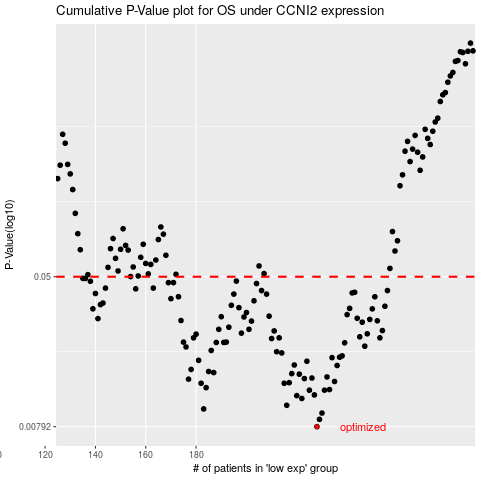 Cumulative P-Value plot for OS under CCNI2 expression
P-Value(log10)
0.05
0.00792
optimized
0 120 140 160 180
# of patients in 'low exp' group